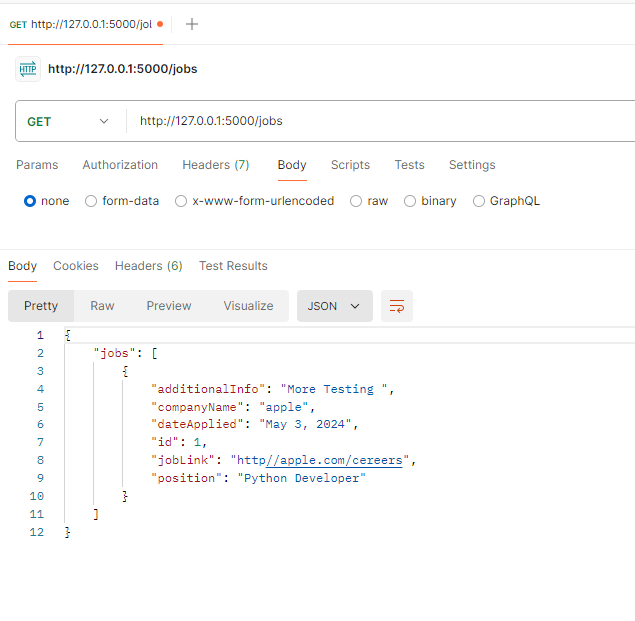 GET http://127.0.0.1:5000/jol
HTTP http://127.0.0.1:5000/jobs
GET http://127.0.0.1:5000/jobs
Params Authorization Headers (7) Body Scripts Tests Settings
none form-data x-www-form-urlencoded raw binary GraphQL
Body Cookies Headers (6) Test Results
Pretty Raw Preview Visualize JSON
1 {
2 "jobs": [
3 {
4 "additionalInfo": "More Testing ",
5 "companyName": "apple",
6 "dateApplied": "May 3, 2024",
7 "id": 1,
8 "jobLink": "http//apple.com/cereers",
9 "position": "Python Developer"
10 }
11 ]
12 }